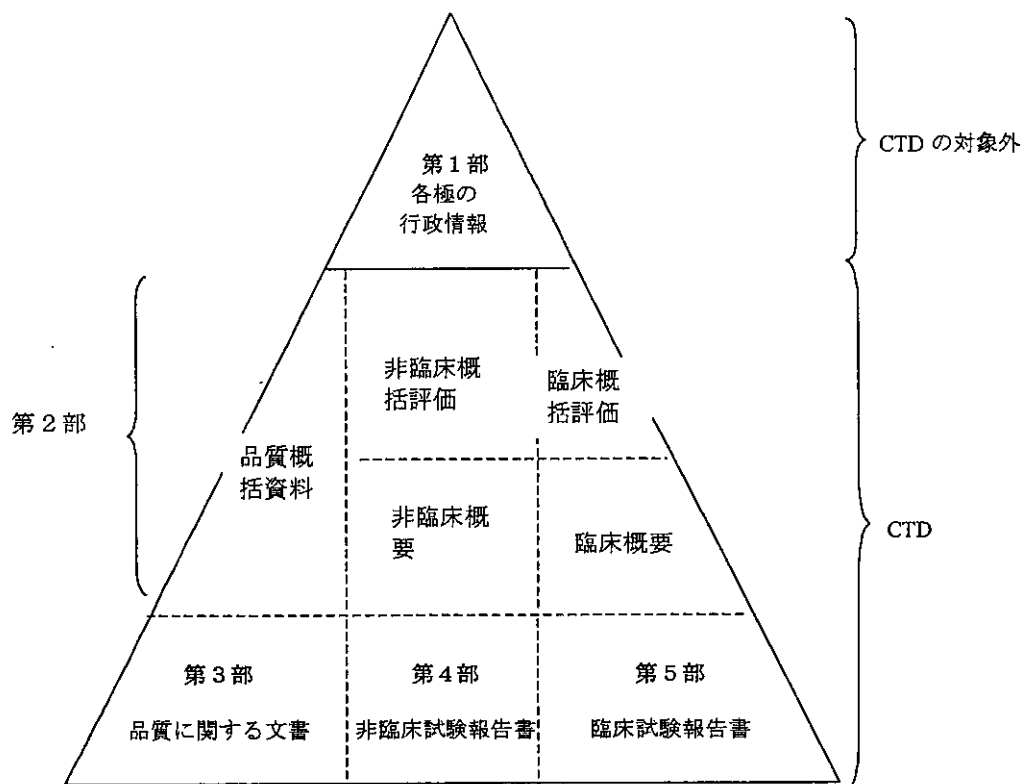 第1部
各極の
行政情報
CTD の対象外
第2部
品質概
括資料
非臨床概
括評価
臨床概
括評価
非臨床概
要
臨床概要
CTD
第3部
品質に関する文書
第4部
非臨床試験報告書
第5部
臨床試験報告書